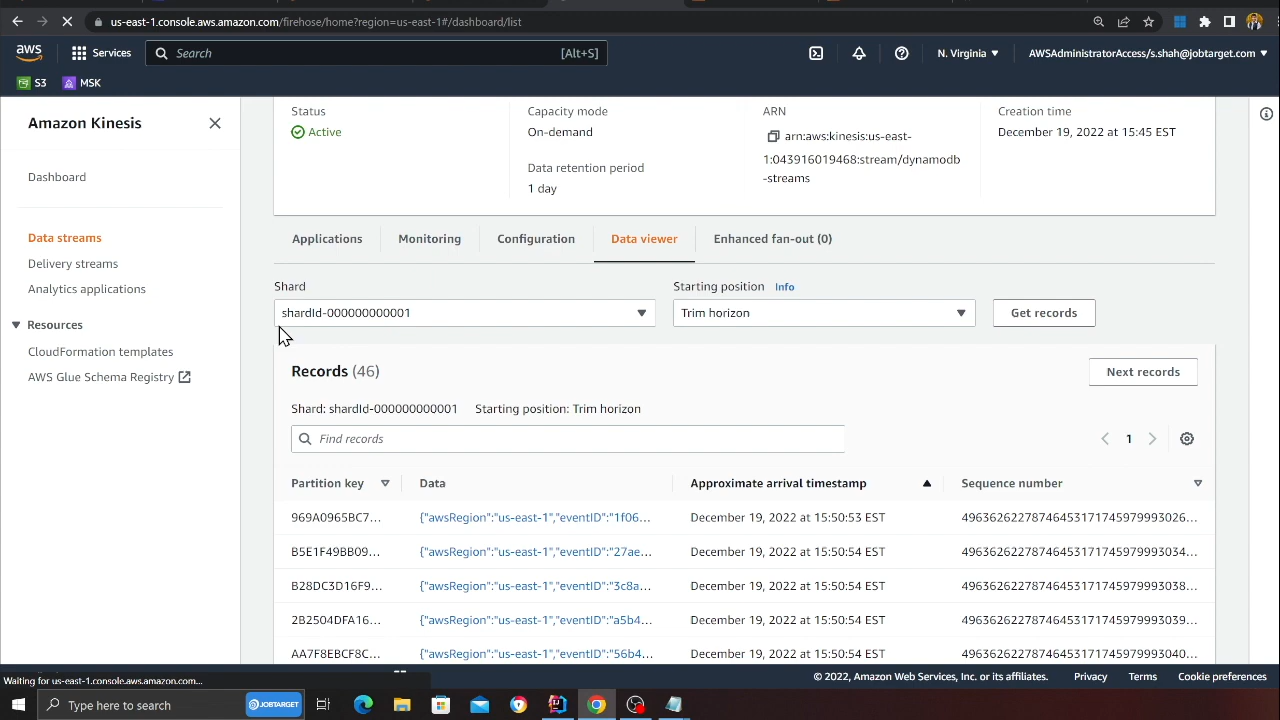 us-east-1.console.aws.amazon.com/firehose/home?region=us-east-1#/dashboard/list
aws
Services
Search
[Alt+S]
N. Virginia
AWSAdministratorAccess/s.shah@jobtarget.com
S3
MSK
Amazon Kinesis
Dashboard
Data streams
Delivery streams
Analytics applications
Resources
CloudFormation templates
AWS Glue Schema Registry
Status
Active
Capacity mode
On-demand
Data retention period
1 day
ARN
arn:aws:kinesis:us-east-
1:043916019468:stream/dynamodb
-streams
Creation time
December 19, 2022 at 15:45 EST
Applications
Monitoring
Configuration
Data viewer
Enhanced fan-out (0)
Shard
shardId-000000000001
Starting position Info
Trim horizon
Get records
Records (46)
Next records
Shard: shardId-000000000001 Starting position: Trim horizon
Find records
1
Partition key Data Approximate arrival timestamp Sequence number
969A0965BC7... {"awsRegion":"us-east-1","eventID":"1f06... December 19, 2022 at 15:50:53 EST 49636262278746453171745979993026...
B5E1F49BB09... {"awsRegion":"us-east-1","eventID":"27ae... December 19, 2022 at 15:50:54 EST 49636262278746453171745979993034...
B28DC3D16F9... {"awsRegion":"us-east-1","eventID":"3c8a... December 19, 2022 at 15:50:54 EST 49636262278746453171745979993038...
2B2504DFA16... {"awsRegion":"us-east-1","eventID":"a5b4... December 19, 2022 at 15:50:54 EST 49636262278746453171745979993039...
AA7F8EBCF8C... {"awsRegion":"us-east-1","eventID":"56b4... December 19, 2022 at 15:50:54 EST 49636262278746453171745979993040...
Waiting for us-east-1.console.aws.amazon.com...
© 2022, Amazon Web Services, Inc. or its affiliates.
Privacy
Terms
Cookie preferences
Type here to search
JOBTARGET